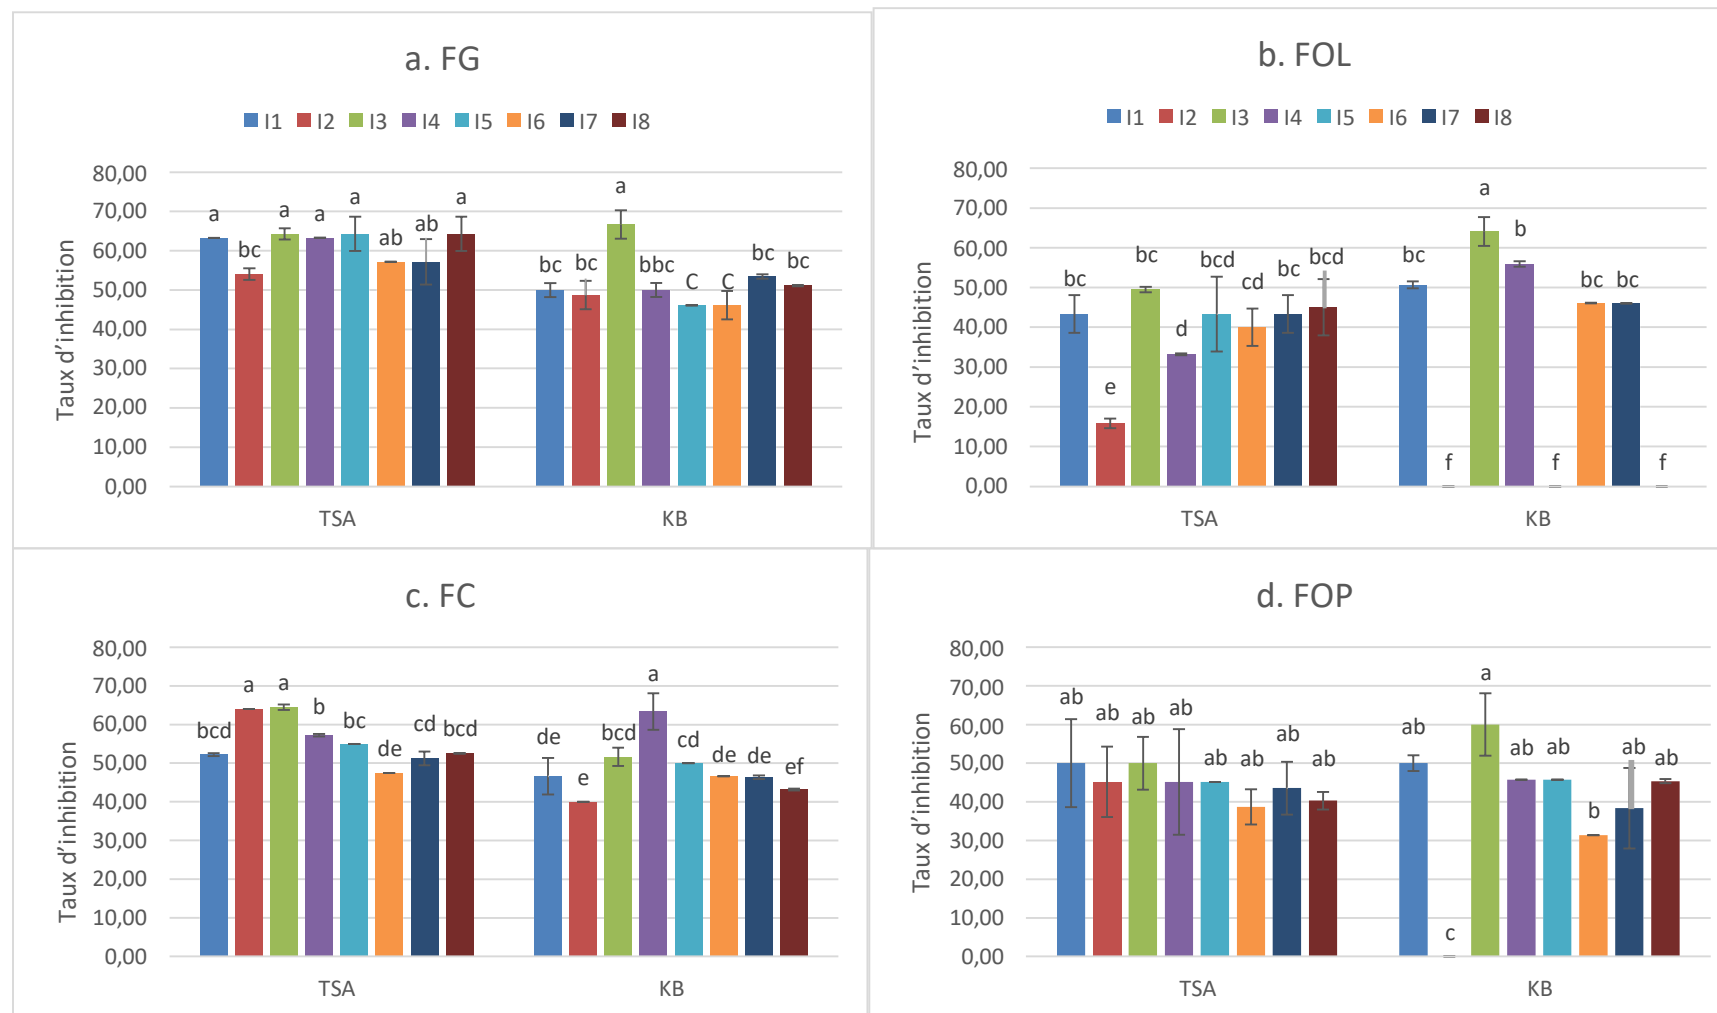 a. FG
I1 I2 I3 I4 I5 I6 I7 I8
Taux d’inhibition
80,00
70,00
60,00
50,00
40,00
30,00
20,00
10,00
0,00
a bc a a a ab ab a
bc bc a bbc C C bc bc
TSA KB
b. FOL
I1 I2 I3 I4 I5 I6 I7 I8
Taux d’inhibition
80,00
70,00
60,00
50,00
40,00
30,00
20,00
10,00
0,00
bc e bc d bcd cd bc bcd
bc f a b f bc bc f
TSA KB
c. FC
Taux d’inhibition
80,00
70,00
60,00
50,00
40,00
30,00
20,00
10,00
0,00
bcd a a b bc de cd bcd
de e bcd a cd de de ef
TSA KB
d. FOP
Taux d’inhibition
80,00
70,00
60,00
50,00
40,00
30,00
20,00
10,00
0,00
ab ab ab ab ab ab ab ab
ab c a ab ab b ab ab
TSA KB